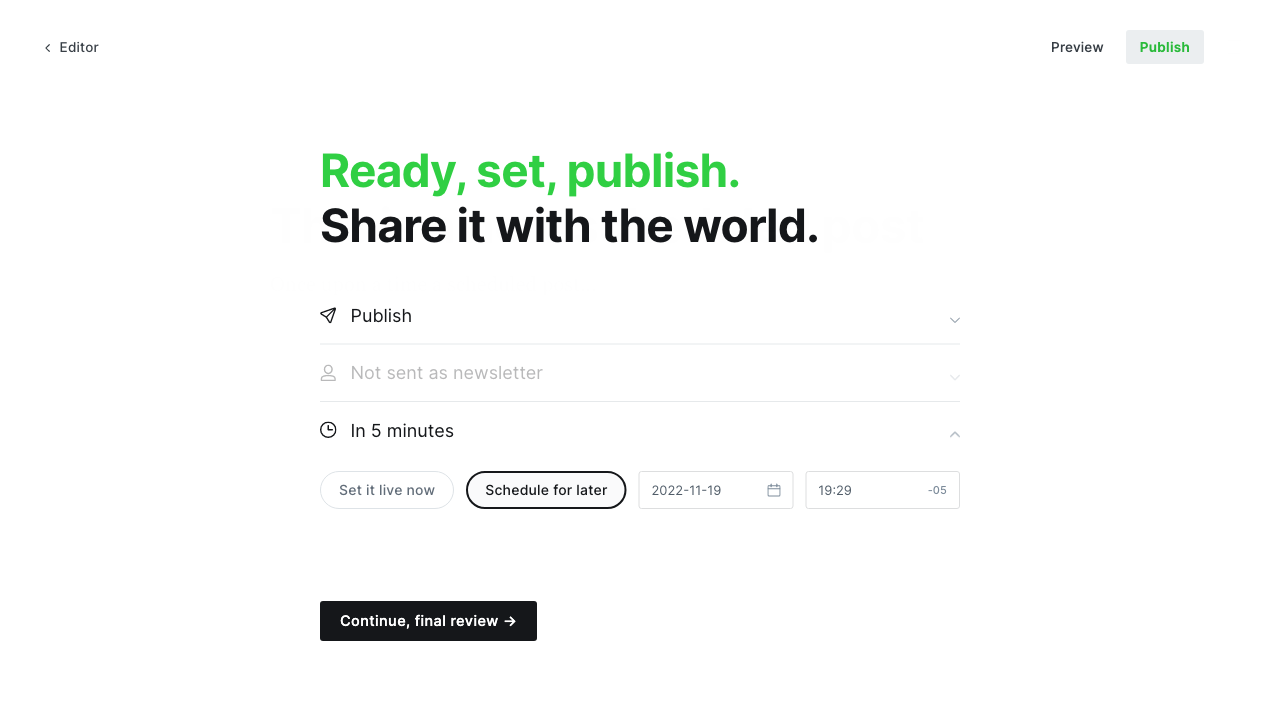 Editor
Preview
Publish
Ready, set, publish.
Share it with the world.
Publish
Not sent as newsletter
In 5 minutes
Set it live now
Schedule for later
2022-11-19
19:29
-05
Continue, final review →